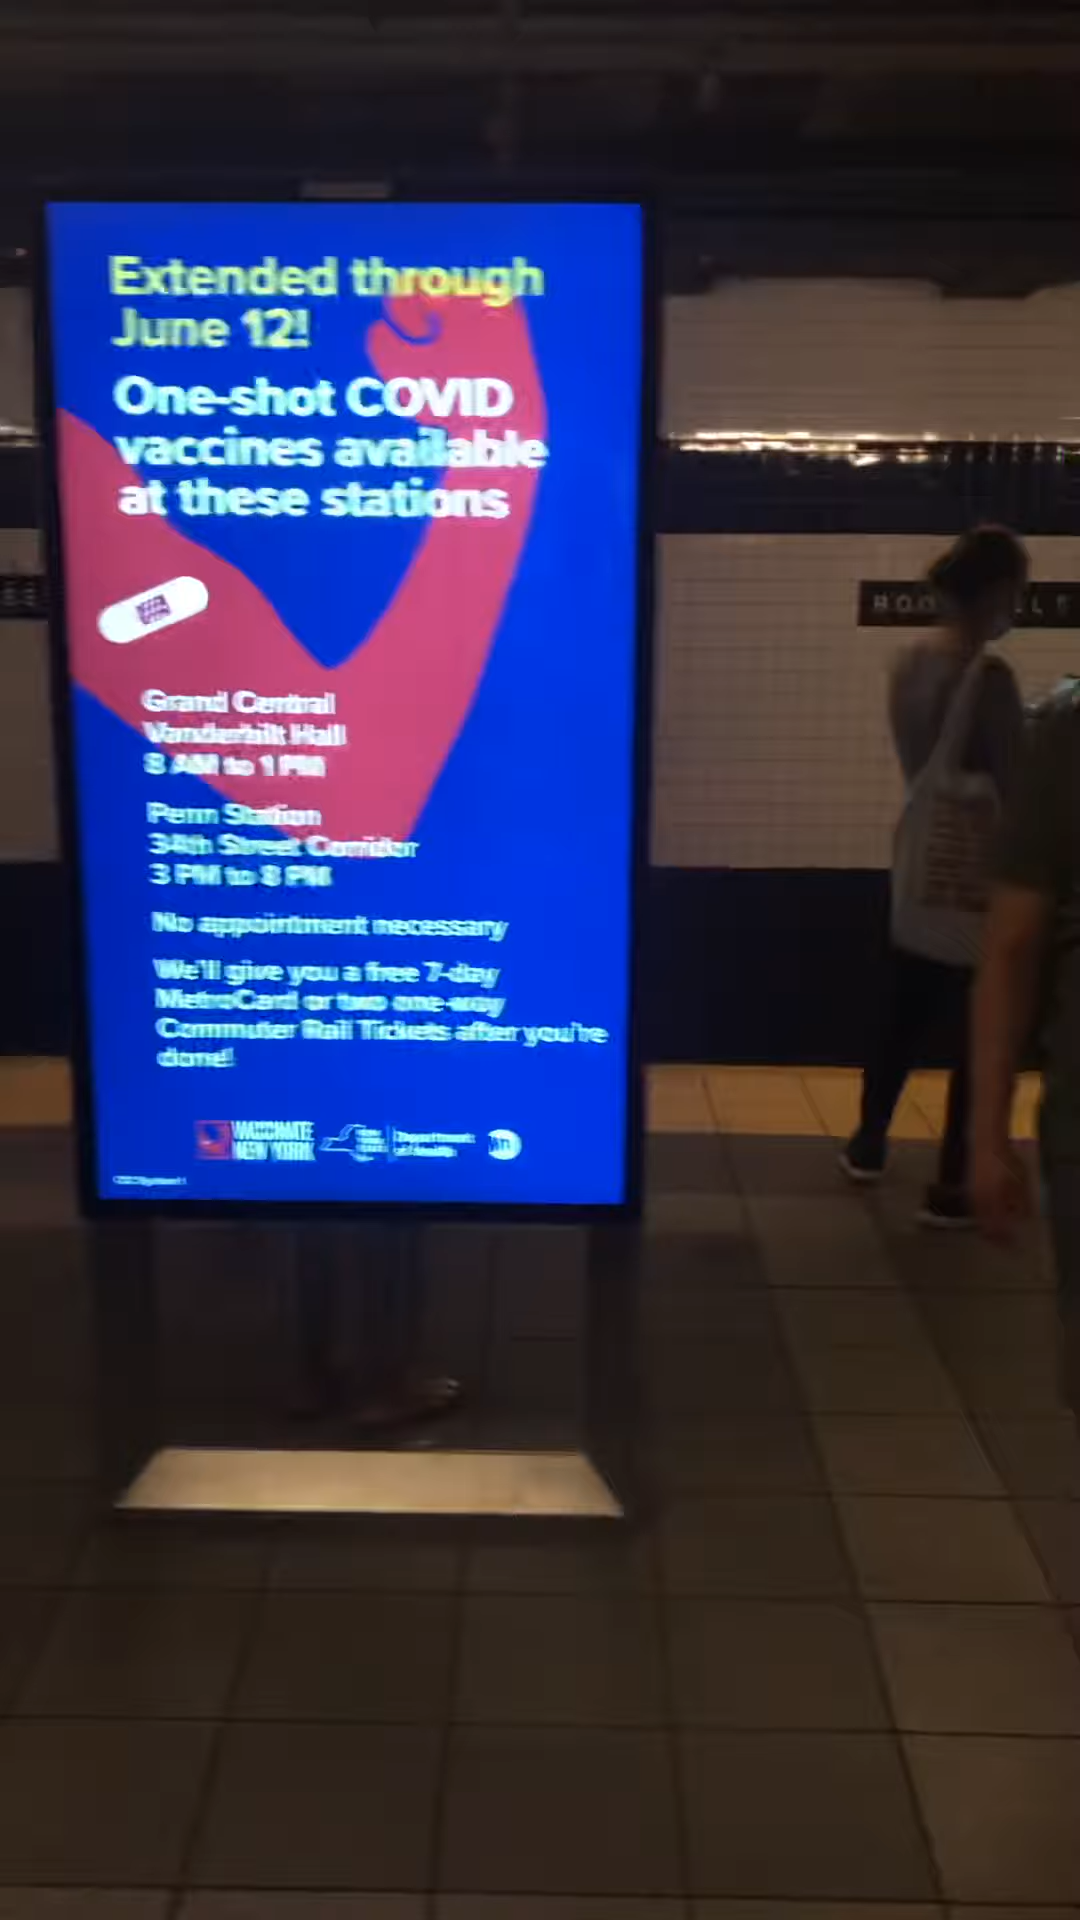 Extended through
June 12!
One-shot COVID
vaccines available
at these stations
Grand Central
Vanderbilt Hall
8 AM to 1 PM
Penn Station
34th Street Corridor
3 PM to 8 PM
No appointment necessary
We'll give you a free 7-day
MetroCard or two one-way
Commuter Rail Tickets after you're
done!
VACCINATE
NEW YORK
Department
of Health